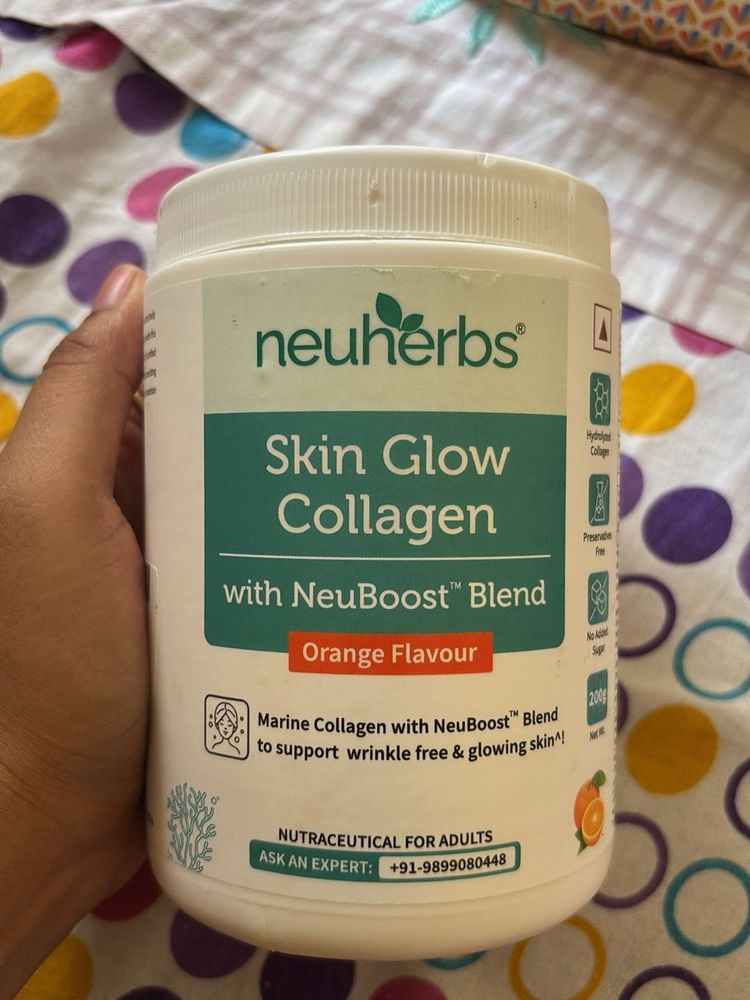 neuherbs®
Skin Glow
Collagen
with NeuBoost™ Blend
Orange Flavour
Marine Collagen with NeuBoost™ Blend
to support wrinkle free & glowing skin^!
NUTRACEUTICAL FOR ADULTS
ASK AN EXPERT: +91-9899080448
Hydrolyzed
Collagen
Preservatives
Free
No Added
Sugar
200g
Net Wt.